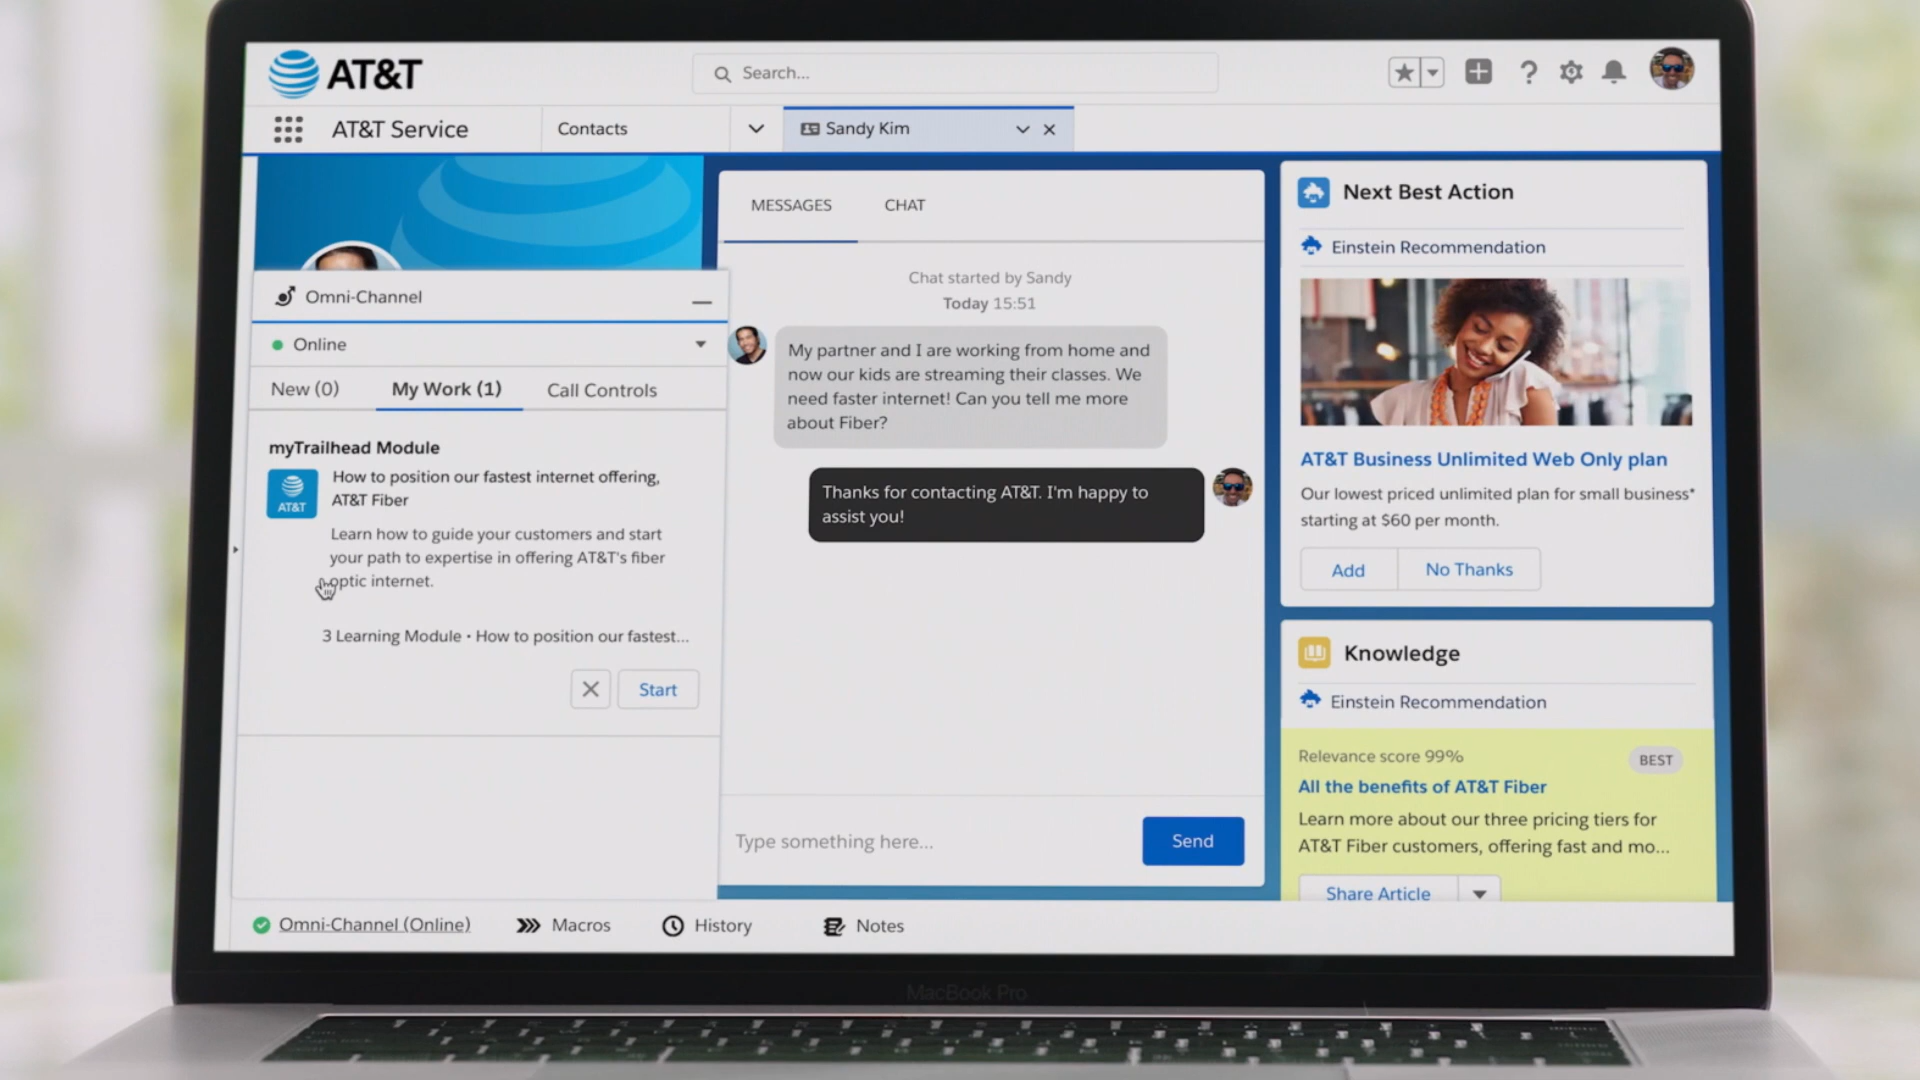 AT&T
Search...
AT&T Service
Contacts
Sandy Kim
Omni-Channel
Online
New (0)
My Work (1)
Call Controls
myTrailhead Module
AT&T
How to position our fastest internet offering,
AT&T Fiber
Learn how to guide your customers and start
your path to expertise in offering AT&T's fiber
optic internet.
3 Learning Module • How to position our fastest...
Start
MESSAGES
CHAT
Chat started by Sandy
Today 15:51
My partner and I are working from home and
now our kids are streaming their classes. We
need faster internet! Can you tell me more
about Fiber?
Thanks for contacting AT&T. I'm happy to
assist you!
Type something here...
Send
Next Best Action
Einstein Recommendation
AT&T Business Unlimited Web Only plan
Our lowest priced unlimited plan for small business*
starting at $60 per month.
Add
No Thanks
Knowledge
Einstein Recommendation
Relevance score 99%
BEST
All the benefits of AT&T Fiber
Learn more about our three pricing tiers for
AT&T Fiber customers, offering fast and mo...
Share Article
Omni-Channel (Online)
Macros
History
Notes
MacBook Pro